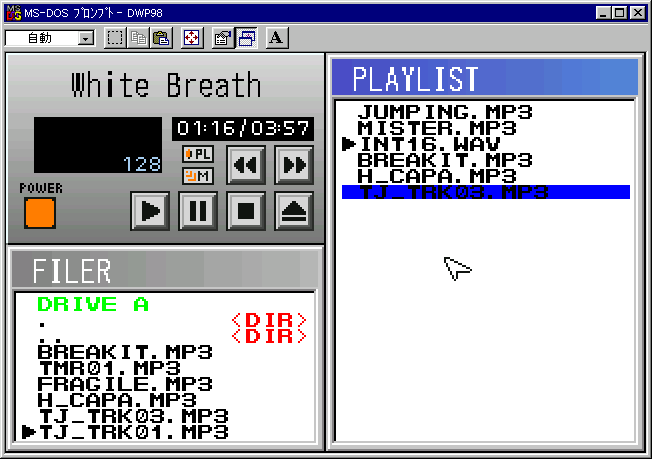 MS-DOS プロンプト - DWP98
自動
A
White Breath
01:16/03:57
128
PL
M
POWER
FILER
DRIVE A
. <DIR>
.. <DIR>
BREAKIT.MP3
TMR01.MP3
FRAGILE.MP3
H_CAPA.MP3
TJ_TRK03.MP3
TJ_TRK01.MP3
PLAYLIST
JUMPING.MP3
MISTER.MP3
INT16.WAV
BREAKIT.MP3
H_CAPA.MP3
TJ_TRK03.MP3